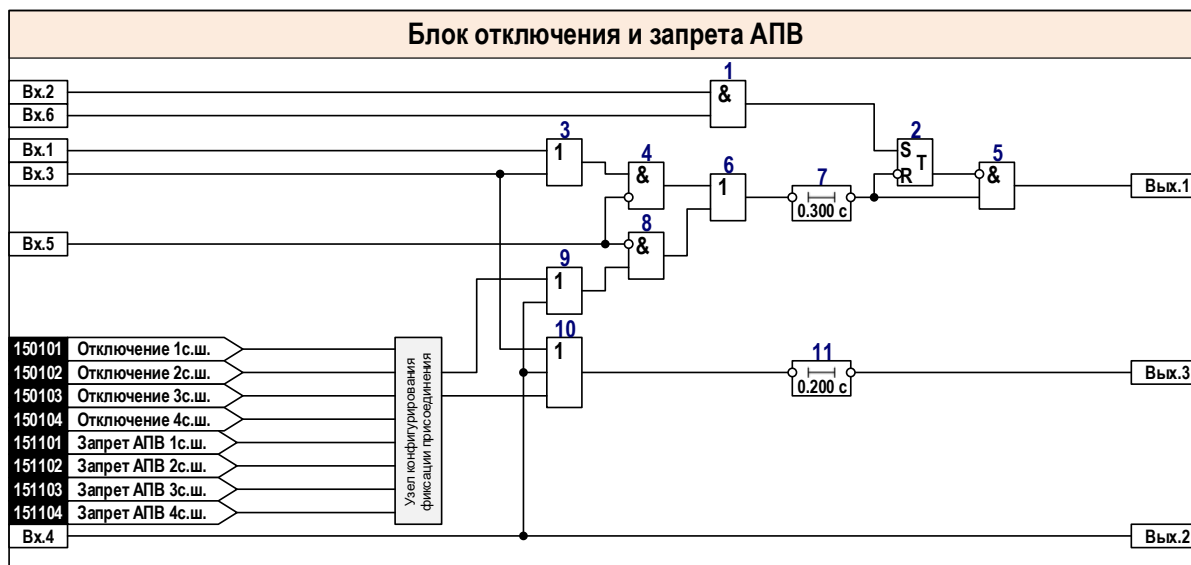 Блок отключения и запрета АПВ
1
Вх.2
&
Вх.6
3
2
Вх.1
1
4
S
5
Вх.3
&
6
T
&
R
1
7
Вых.1
0.300 с
8
Вх.5
&
9
1
10
150101 Отключение 1с.ш.
1
11
150102 Отключение 2с.ш.
Вых.3
150103 Отключение 3с.ш.
0.200 с
150104 Отключение 4с.ш.
Узел конфигурирования
фиксации присоединения
151101 Запрет АПВ 1с.ш.
151102 Запрет АПВ 2с.ш.
151103 Запрет АПВ 3с.ш.
151104 Запрет АПВ 4с.ш.
Вх.4
Вых.2